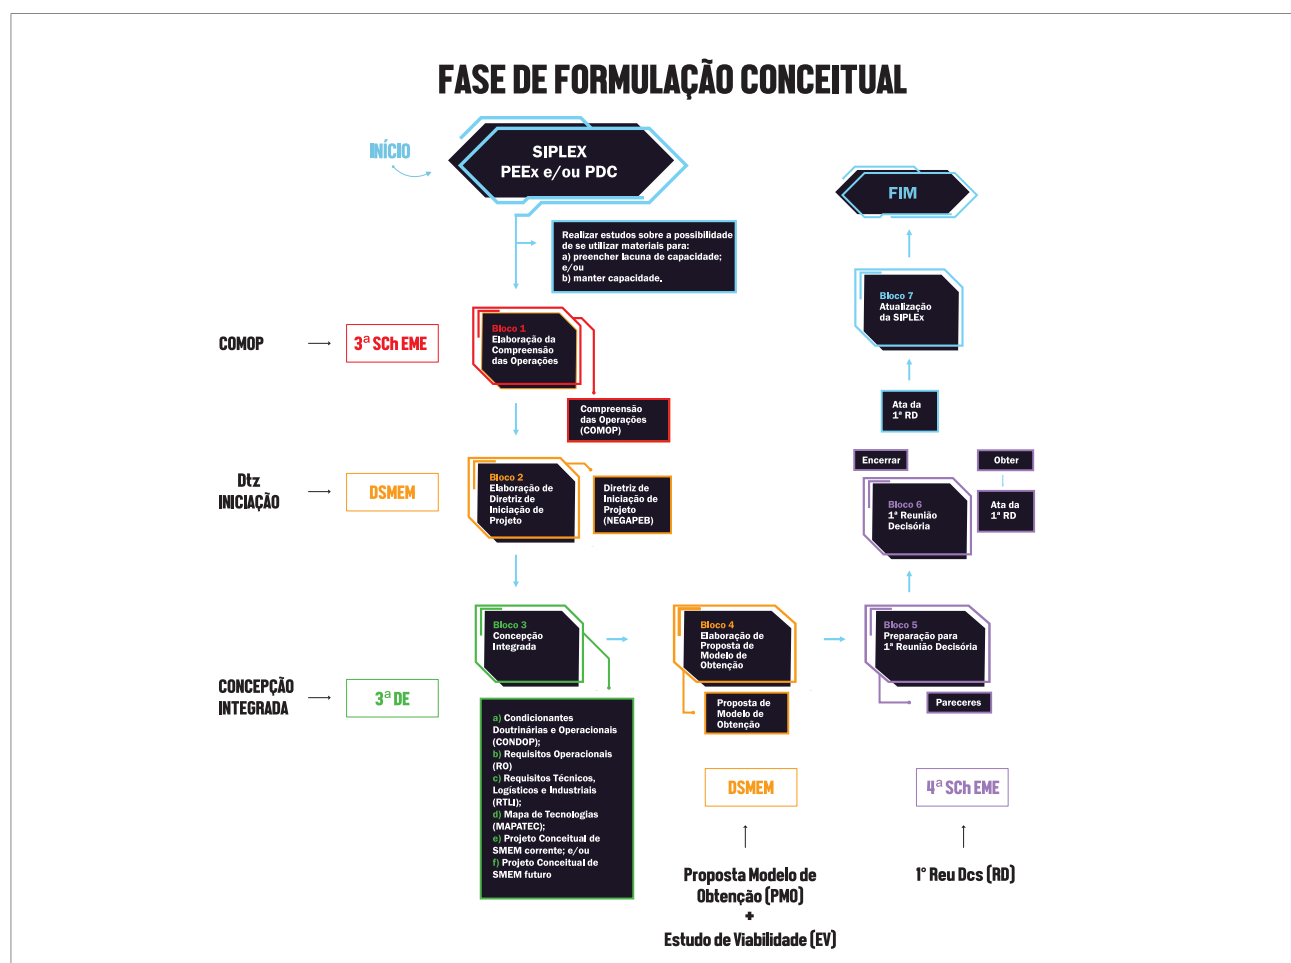 FASE DE FORMULAÇÃO CONCEITUAL
INÍCIO
SIPLEX
PEEx e/ou PDC
Realizar estudos sobre a possibilidade
de se utilizar materiais para:
a) preencher lacuna de capacidade;
e/ou
b) manter capacidade.
COMOP
3ª SCh EME
Bloco 1
Elaboração da
Compreensão
das Operações
Compreensão
das Operações
(COMOP)
Dtz
INICIAÇÃO
DSMEM
Bloco 2
Elaboração de
Diretriz de
Iniciação de
Projeto
Diretriz de
Iniciação de
Projeto
(NEGAPEB)
CONCEPÇÃO
INTEGRADA
3ª DE
Bloco 3
Concepção
Integrada
a) Condicionantes
Doutrinárias e Operacionais
(CONDOP);
b) Requisitos Operacionais
(RO)
c) Requisitos Técnicos,
Logísticos e Industriais
(RTLI);
d) Mapa de Tecnologias
(MAPATEC);
e) Projeto Conceitual de
SMEM corrente; e/ou
f) Projeto Conceitual de
SMEM futuro
Bloco 4
Elaboração de
Proposta de
Modelo de
Obtenção
Proposta de
Modelo de
Obtenção
DSMEM
Proposta Modelo de
Obtenção (PMO)
+
Estudo de Viabilidade (EV)
Bloco 5
Preparação para
1ª Reunião Decisória
Pareceres
4ª SCh EME
1° Reu Dcs (RD)
Bloco 6
1ª Reunião
Decisória
Encerrar
Obter
Ata da
1ª RD
Ata da
1ª RD
Bloco 7
Atualização
da SIPLEx
FIM